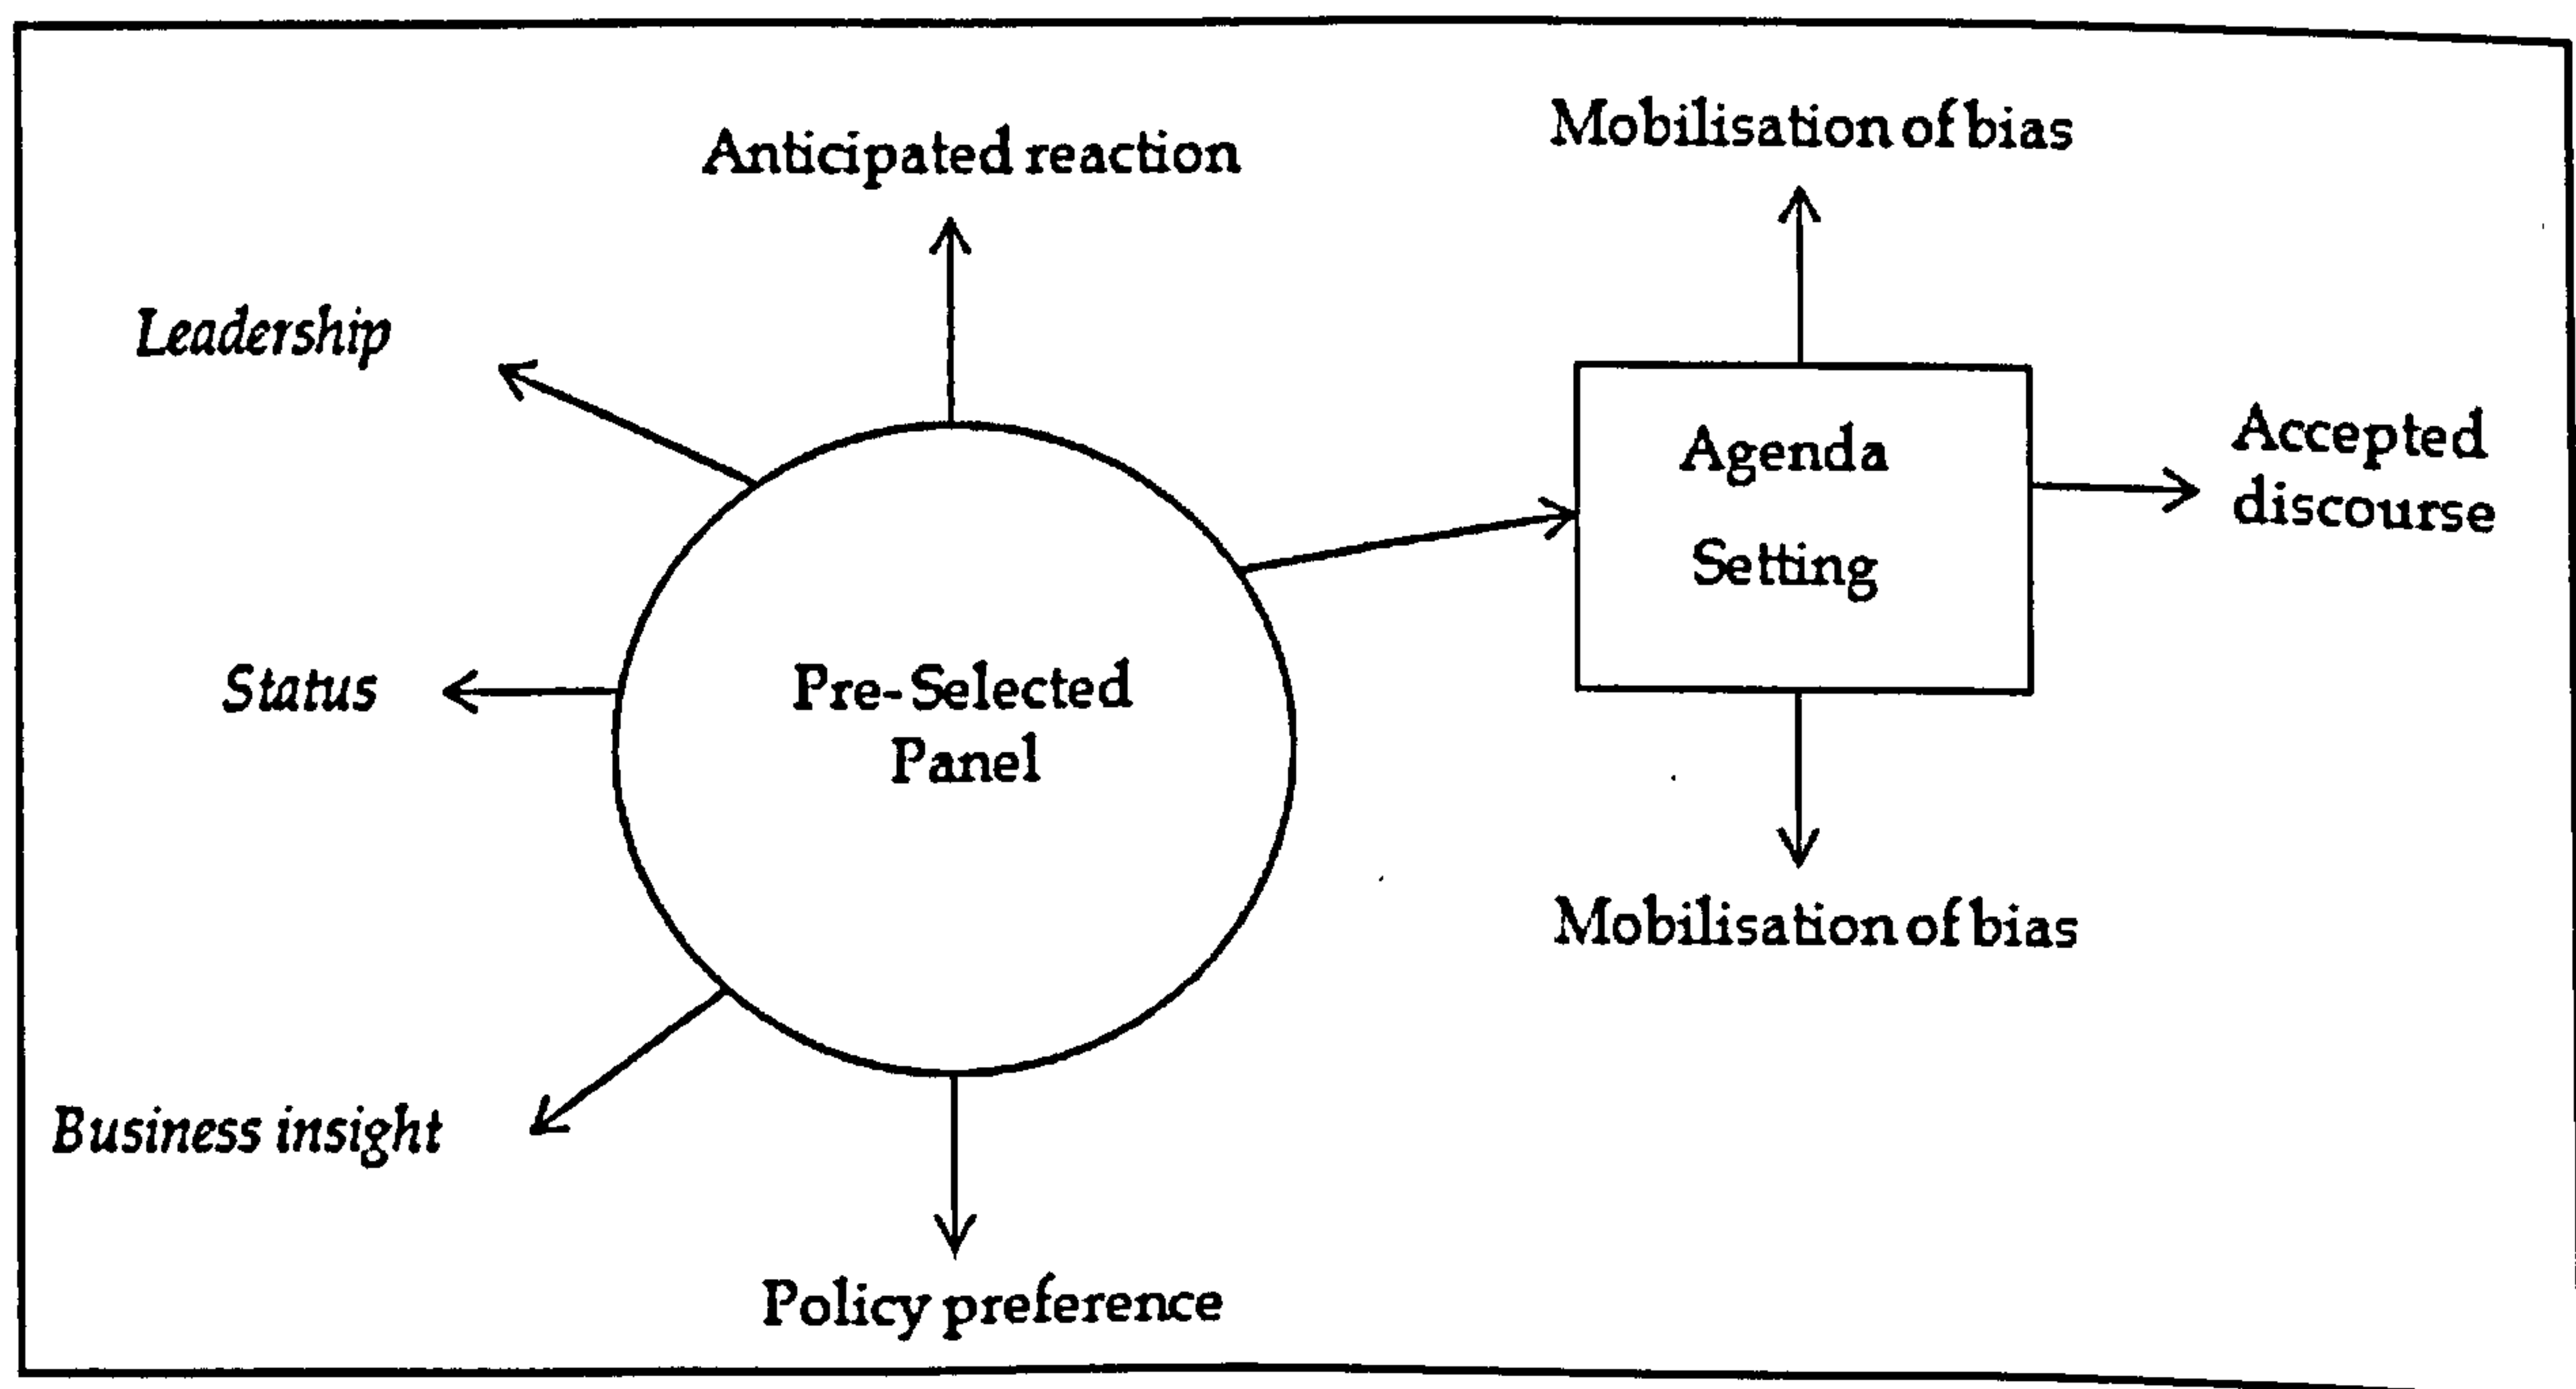 Mobilisation of bias
Anticipated reaction
Leadership
Accepted
discourse
Agenda
Setting
Status
Pre-Selected
Panel
Mobilisation of bias
Business insight
Policy preference